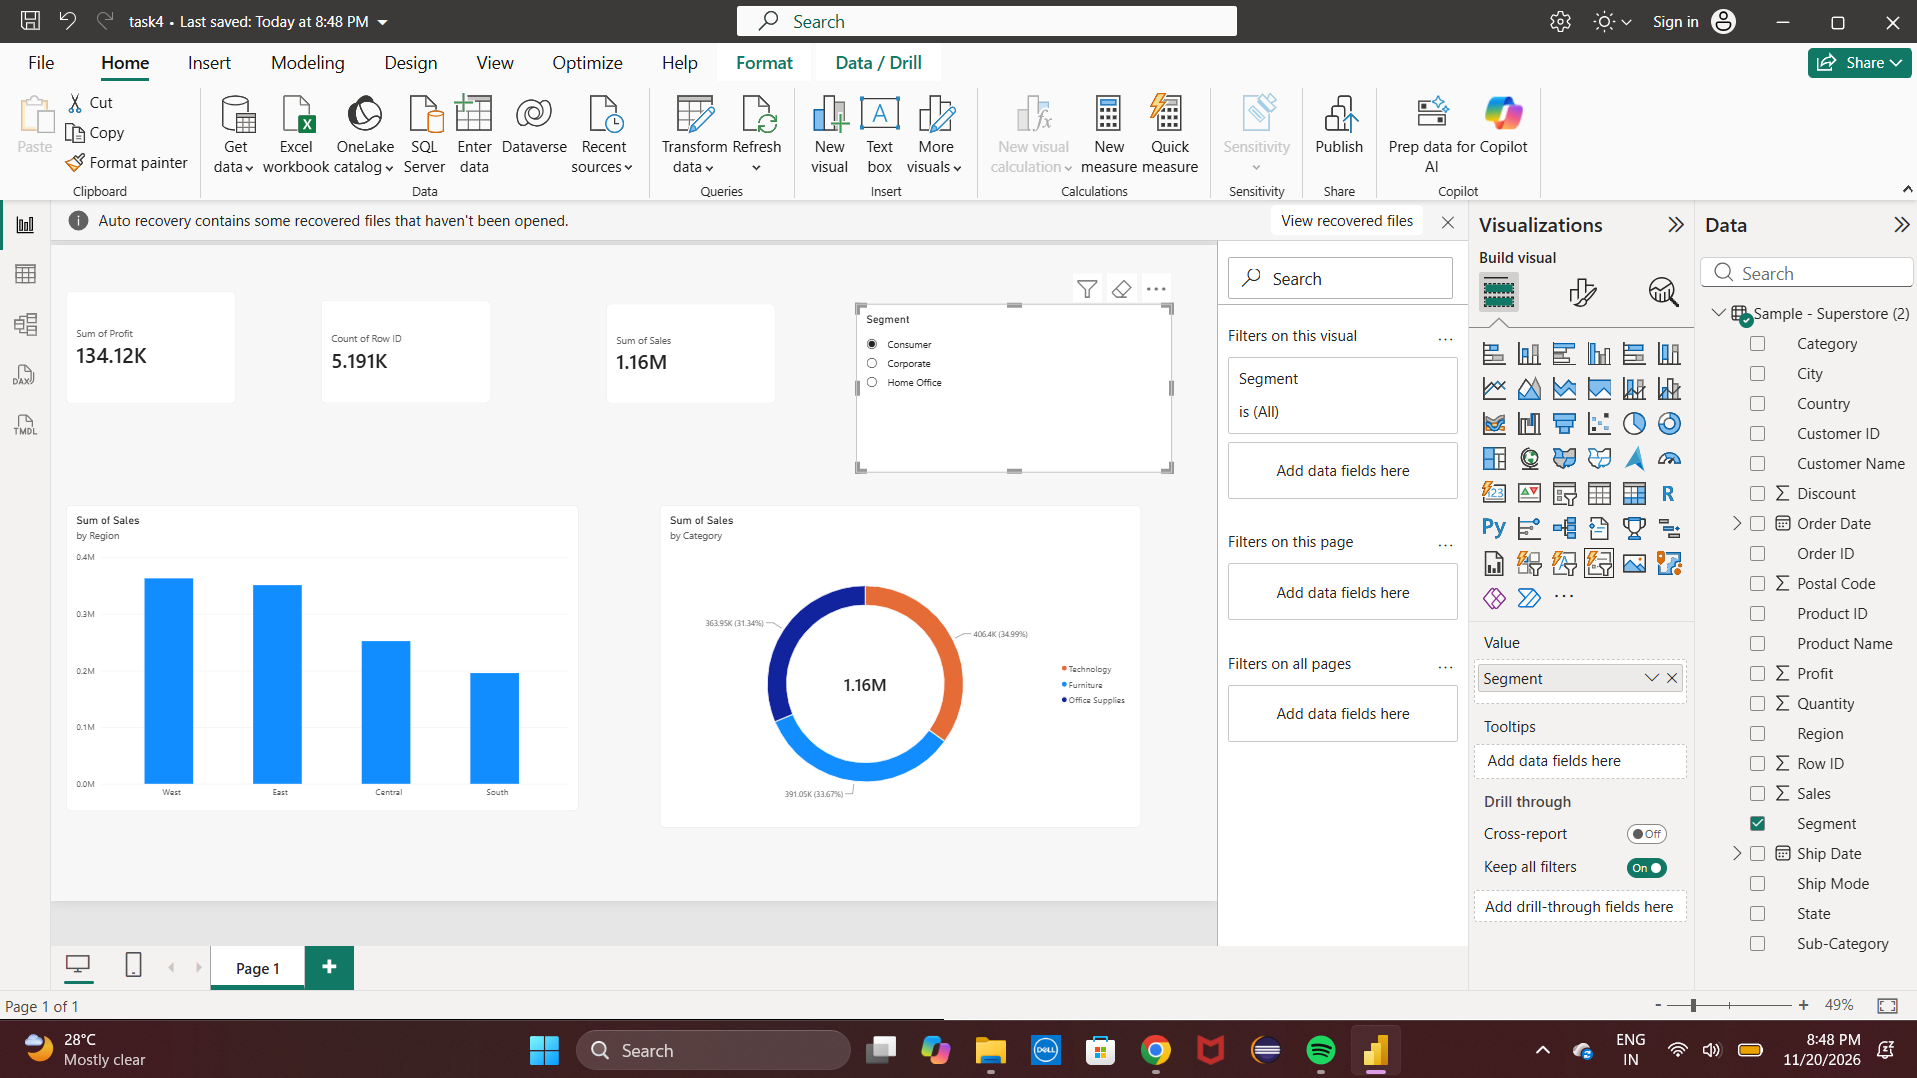 task4 • Last saved: Today at 8:48 PM
Search
Sign in
File
Home
Insert
Modeling
Design
View
Optimize
Help
Format
Data / Drill
Share
Paste
Cut
Copy
Format painter
Clipboard
Get data
Excel workbook
OneLake catalog
SQL Server
Enter data
Dataverse
Recent sources
Data
Transform data
Refresh
Queries
New visual
Text box
More visuals
Insert
New visual calculation
New measure
Quick measure
Calculations
Sensitivity
Sensitivity
Publish
Share
Prep data for AI
Copilot
Copilot
Auto recovery contains some recovered files that haven't been opened.
View recovered files
DAX
TMDL
Sum of Profit
134.12K
Count of Row ID
5.191K
Sum of Sales
1.16M
Segment
Consumer
Corporate
Home Office
Sum of Sales
by Region
0.4M
0.3M
0.2M
0.1M
0.0M
West
East
Central
South
Sum of Sales
by Category
363.95K (31.34%)
406.4K (34.99%)
391.05K (33.67%)
1.16M
Technology
Furniture
Office Supplies
Search
Filters on this visual
Segment
is (All)
Add data fields here
Filters on this page
Add data fields here
Filters on all pages
Add data fields here
Visualizations
Build visual
123
R
Py
Value
Segment
Tooltips
Add data fields here
Drill through
Cross-report
Off
Keep all filters
On
Add drill-through fields here
Data
Search
Sample - Superstore (2)
Category
City
Country
Customer ID
Customer Name
Discount
Order Date
Order ID
Postal Code
Product ID
Product Name
Profit
Quantity
Region
Row ID
Sales
Segment
Ship Date
Ship Mode
State
Sub-Category
Page 1
Page 1 of 1
- + 49%
28°C
Mostly clear
Search
DELL
ENG
IN
8:48 PM
11/20/2026